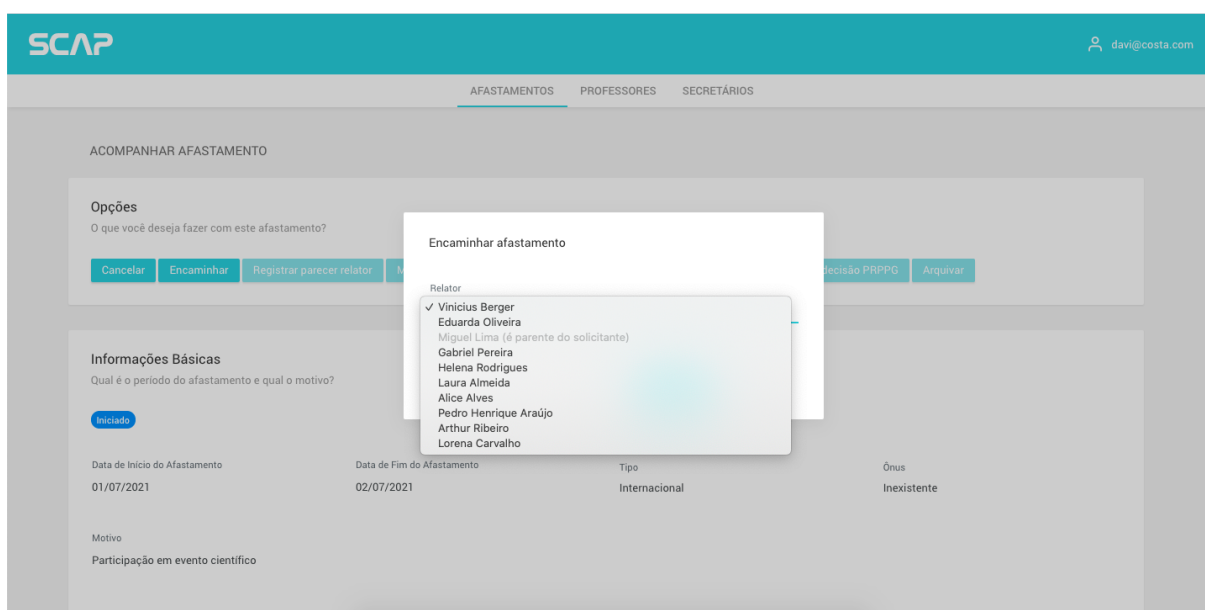 SCAP
davi@costa.com
AFASTAMENTOS PROFESSORES SECRETÁRIOS
ACOMPANHAR AFASTAMENTO
Opções
O que você deseja fazer com este afastamento?
Cancelar Encaminhar Registrar parecer relator M decisão PRPPG Arquivar
Encaminhar afastamento
Relator
✓ Vinicius Berger
Eduarda Oliveira
Miguel Lima (é parente do solicitante)
Gabriel Pereira
Helena Rodrigues
Laura Almeida
Alice Alves
Pedro Henrique Araújo
Arthur Ribeiro
Lorena Carvalho
Informações Básicas
Qual é o período do afastamento e qual o motivo?
Iniciado
Data de Início do Afastamento Data de Fim do Afastamento Tipo Ônus
01/07/2021 02/07/2021 Internacional Inexistente
Motivo
Participação em evento científico